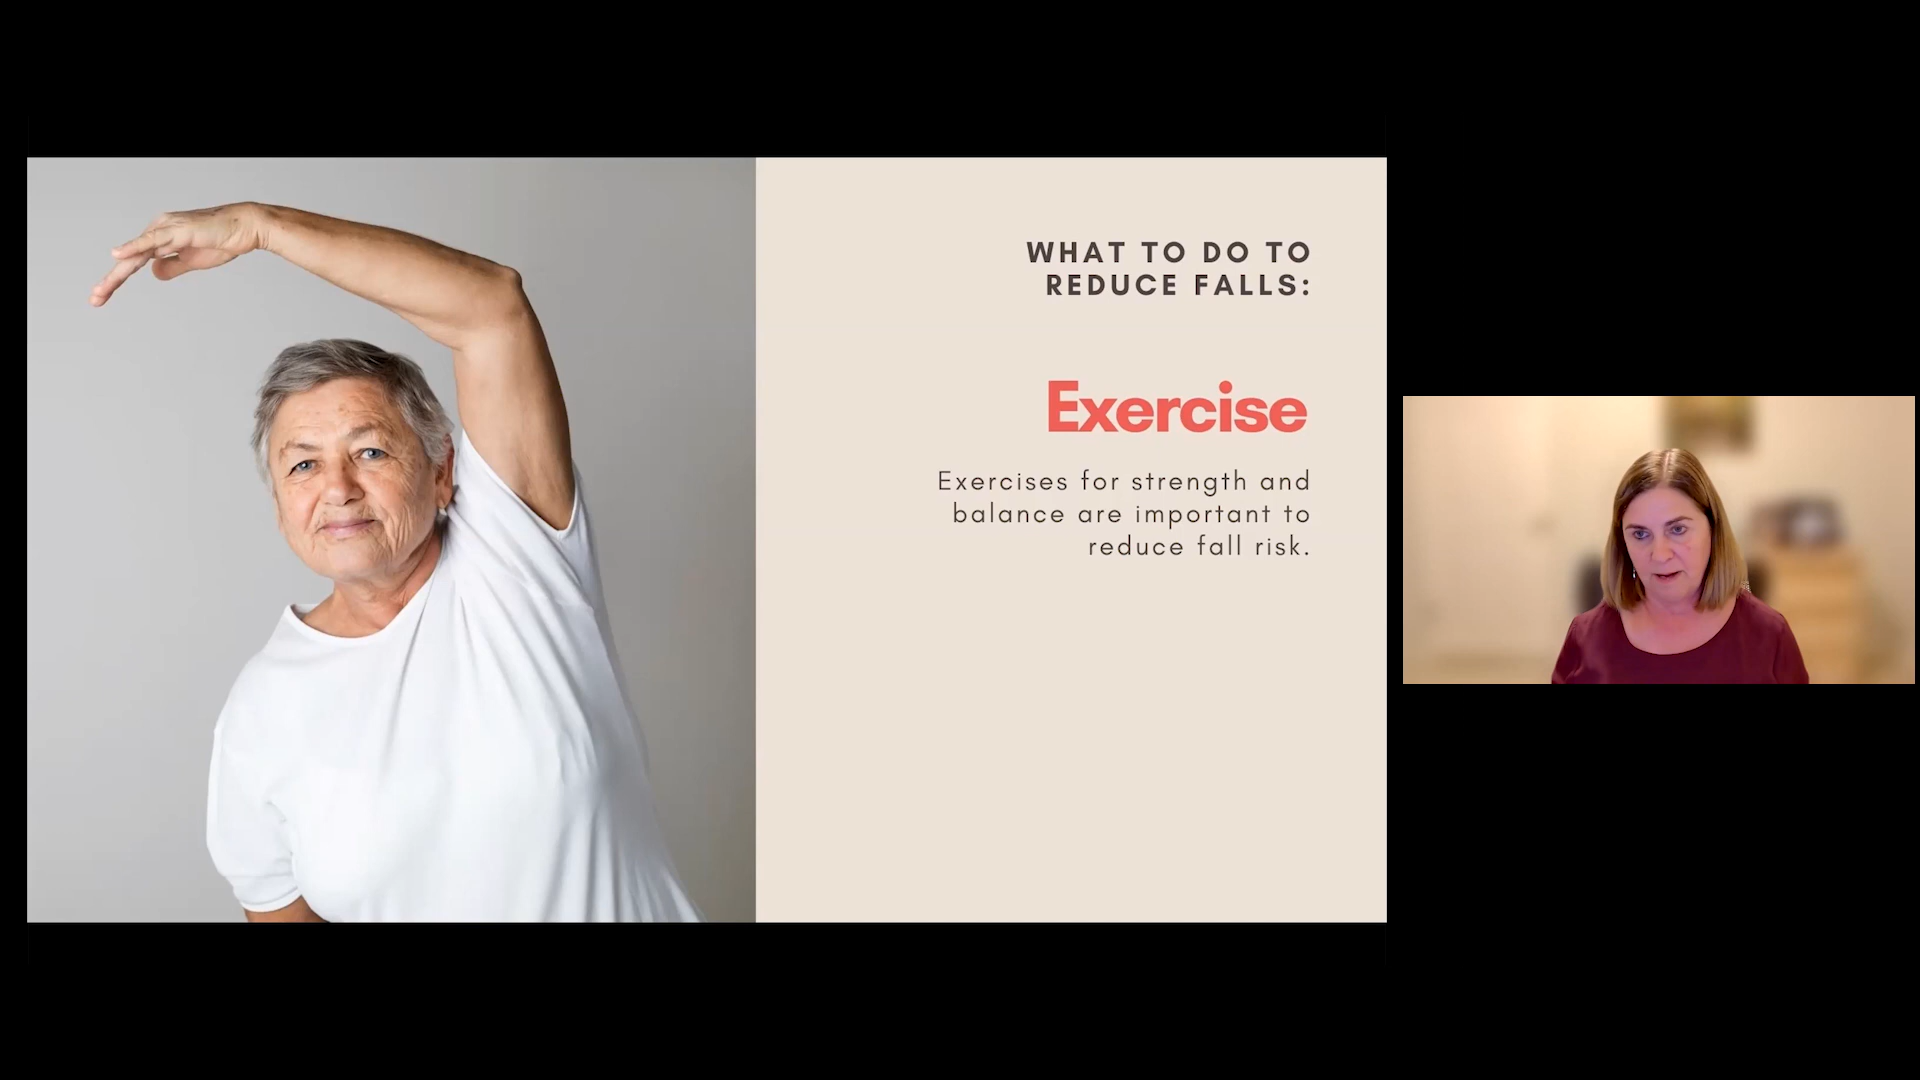 WHAT TO DO TO
REDUCE FALLS:
Exercise
Exercises for strength and
balance are important to
reduce fall risk.